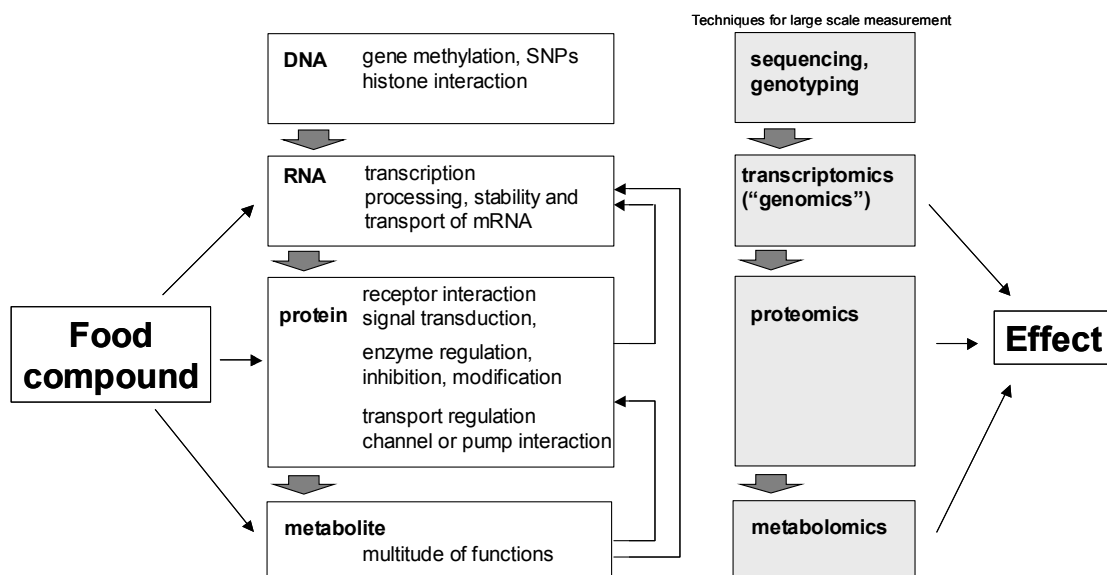 Techniques for large scale measurement
DNA gene methylation, SNPs
histone interaction
sequencing,
genotyping
RNA transcription
processing, stability and
transport of mRNA
transcriptomics
(“genomics”)
Food
compound
protein receptor interaction
signal transduction,
enzyme regulation,
inhibition, modification
transport regulation
channel or pump interaction
proteomics
Effect
metabolite
multitude of functions
metabolomics